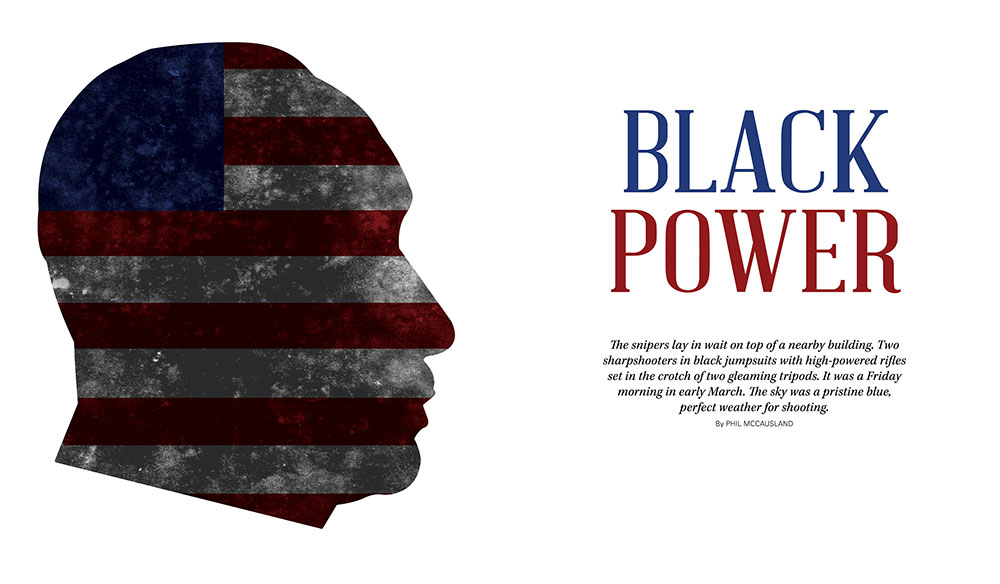 BLACK
POWER
The snipers lay in wait on top of a nearby building. Two
sharpshooters in black jumpsuits with high-powered rifles
set in the crotch of two gleaming tripods. It was a Friday
morning in early March. The sky was a pristine blue,
perfect weather for shooting.
By PHIL MCCAUSLAND